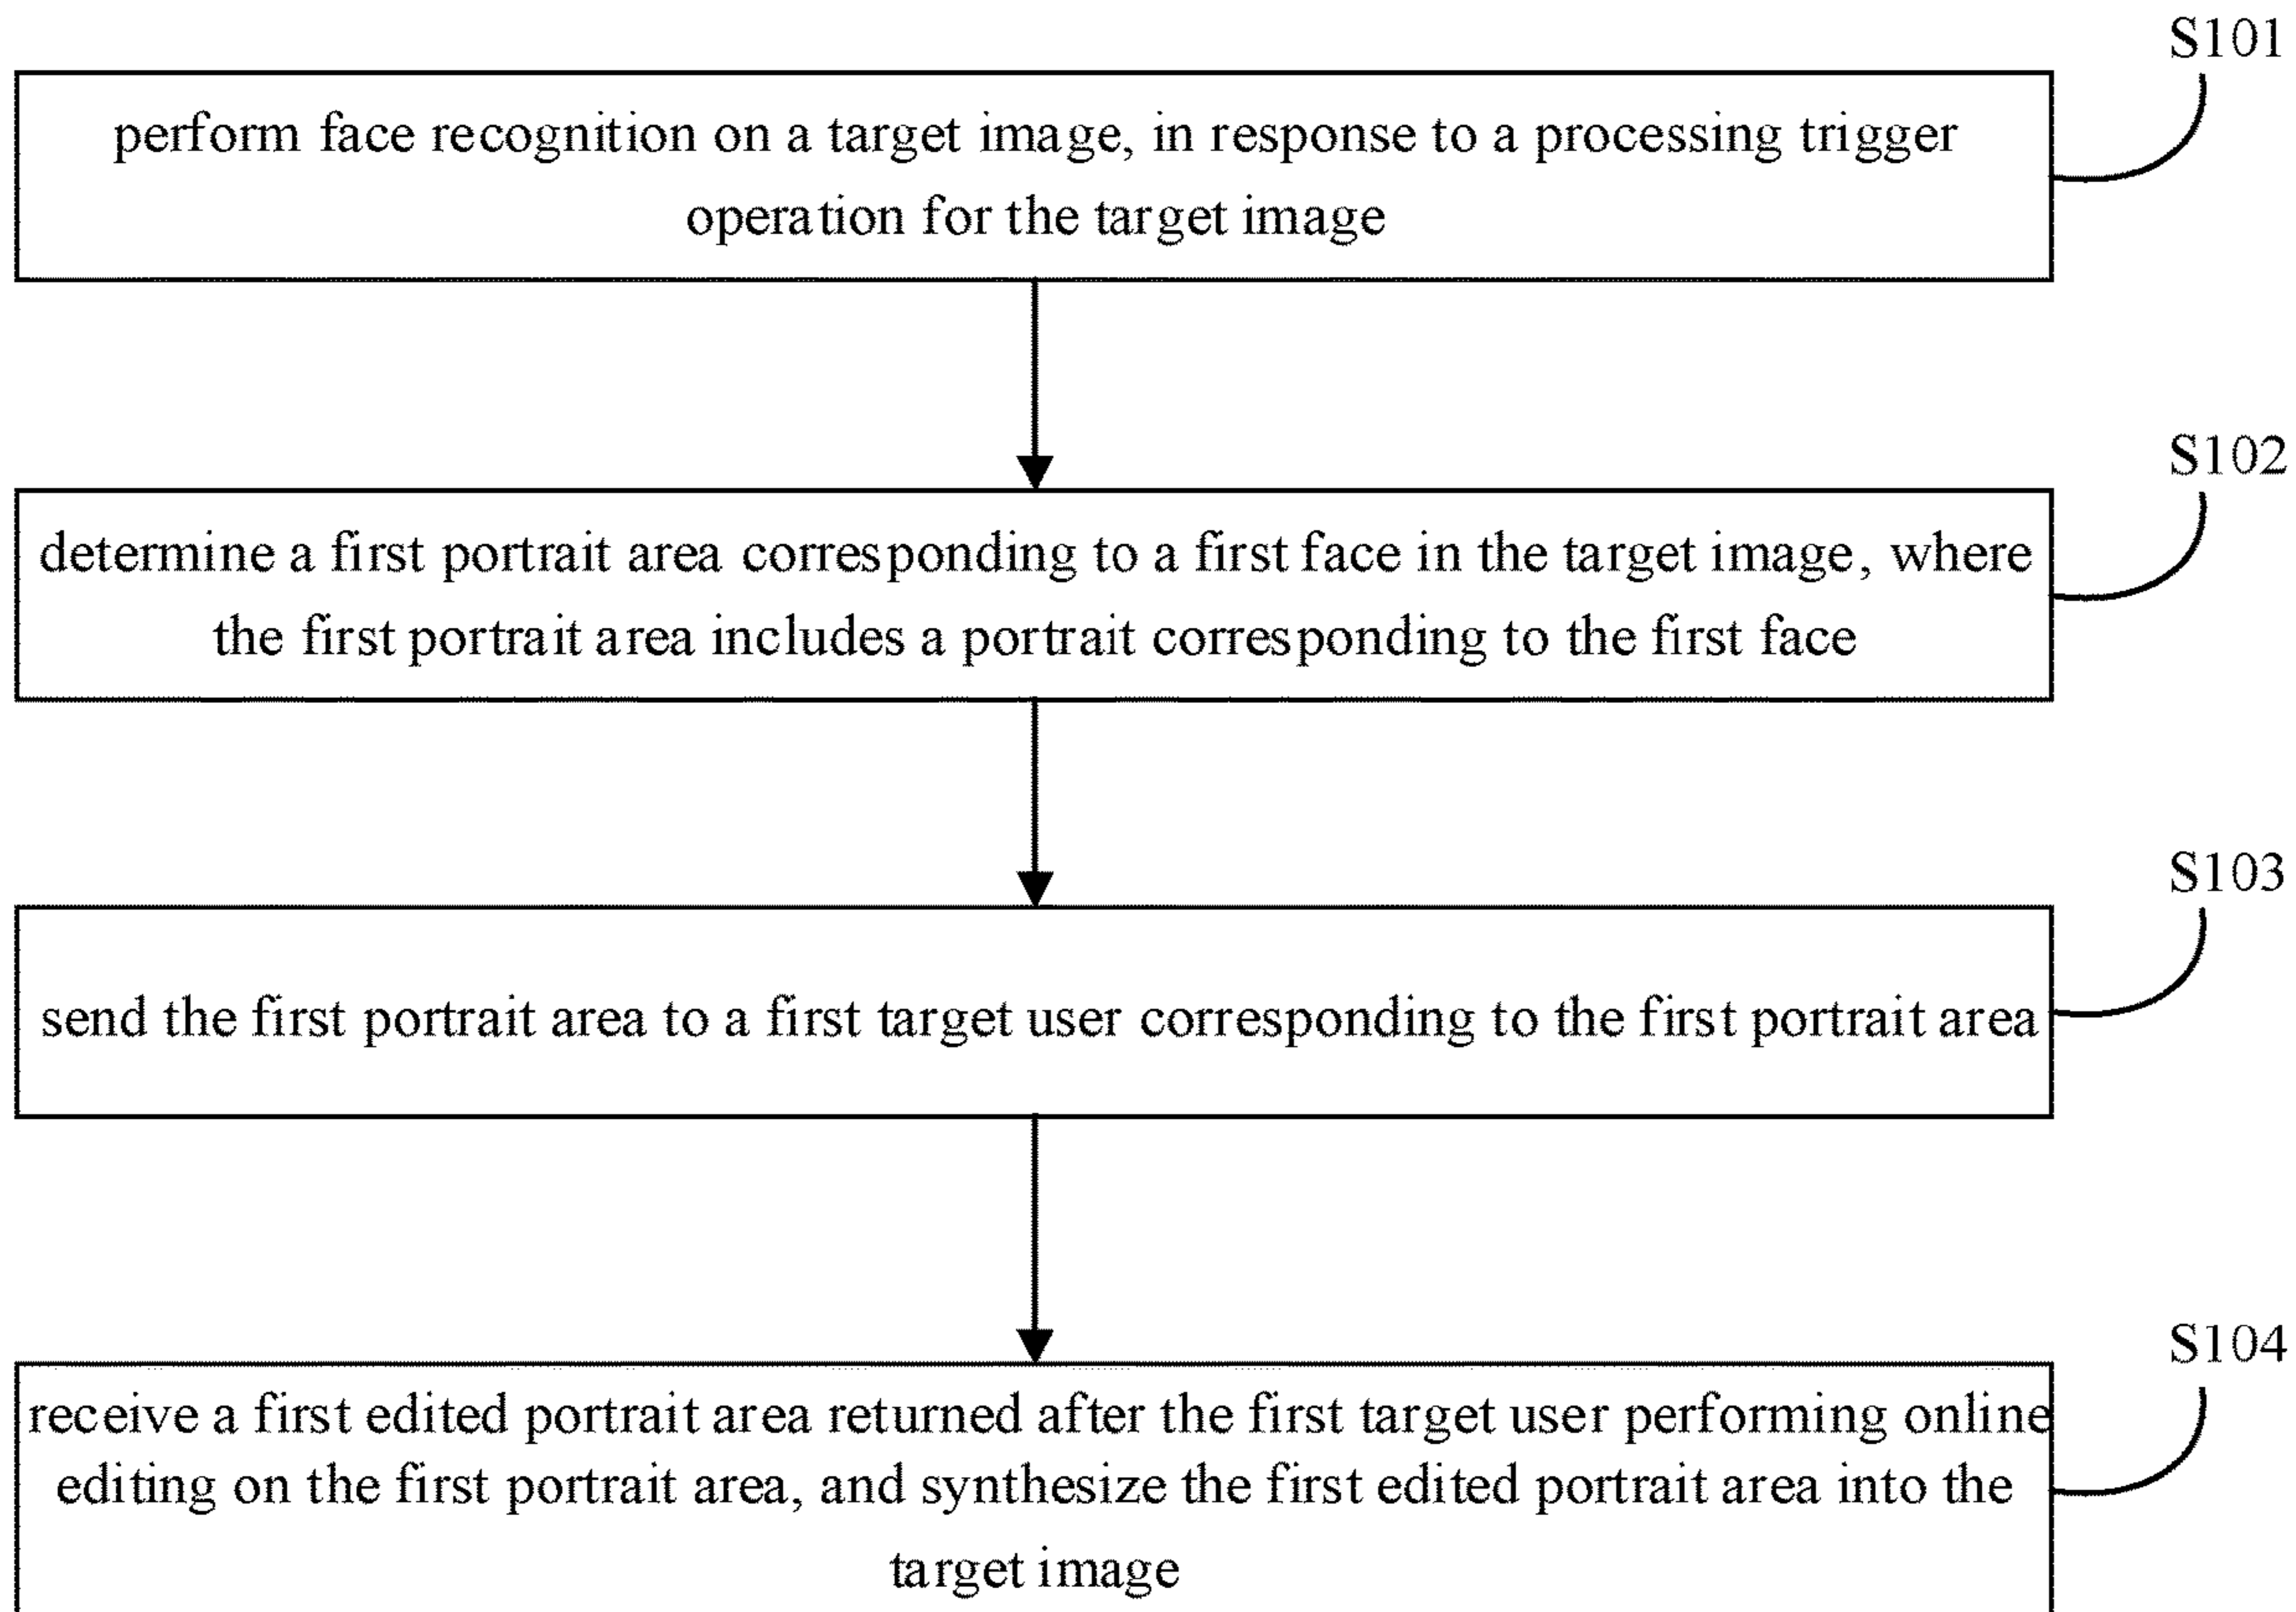 S101
perform face recognition on a target image, in response to a processing trigger
operation for the target image
S102
determine a first portrait area corresponding to a first face in the target image, where
the first portrait area includes a portrait corresponding to the first face
S103
send the first portrait area to a first target user corresponding to the first portrait area
S104
receive a first edited portrait area returned after the first target user performing online
editing on the first portrait area, and synthesize the first edited portrait area into the
target image